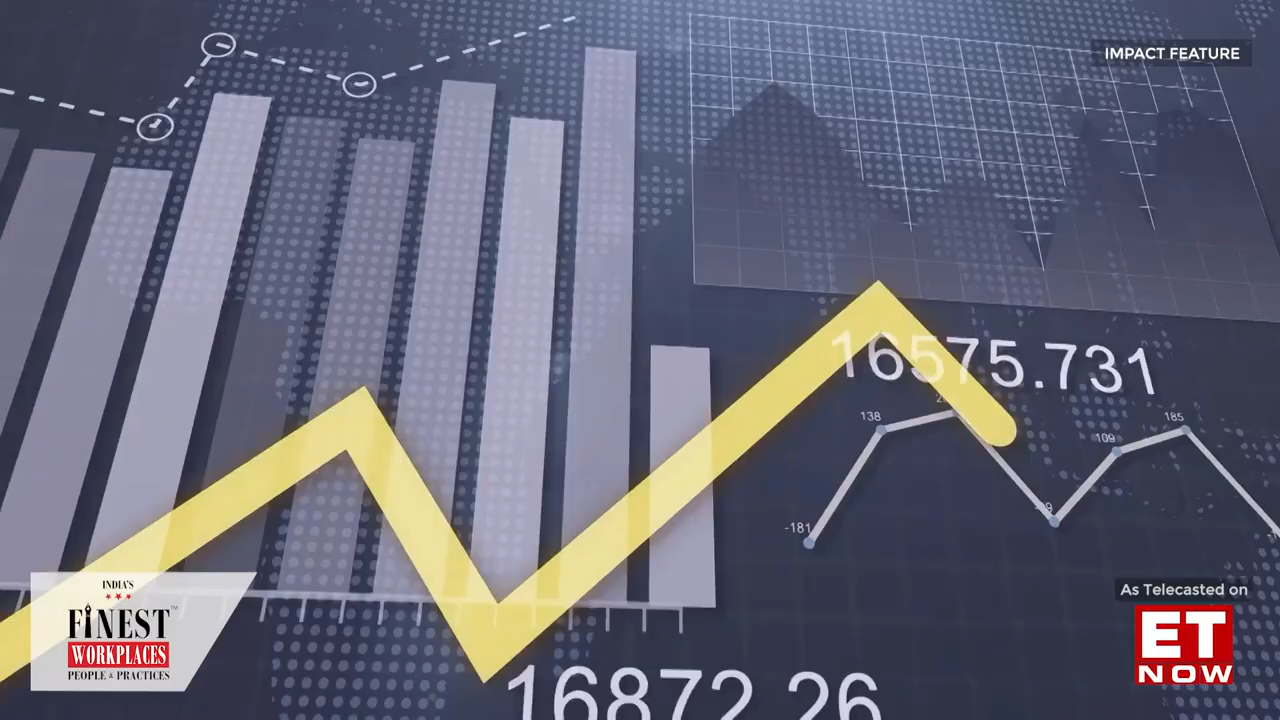 IMPACT FEATURE
16575.731
138
185
109
-181
16872.26
INDIA'S
FINEST
WORKPLACES
PEOPLE & PRACTICES
As Telecasted on
ET
NOW